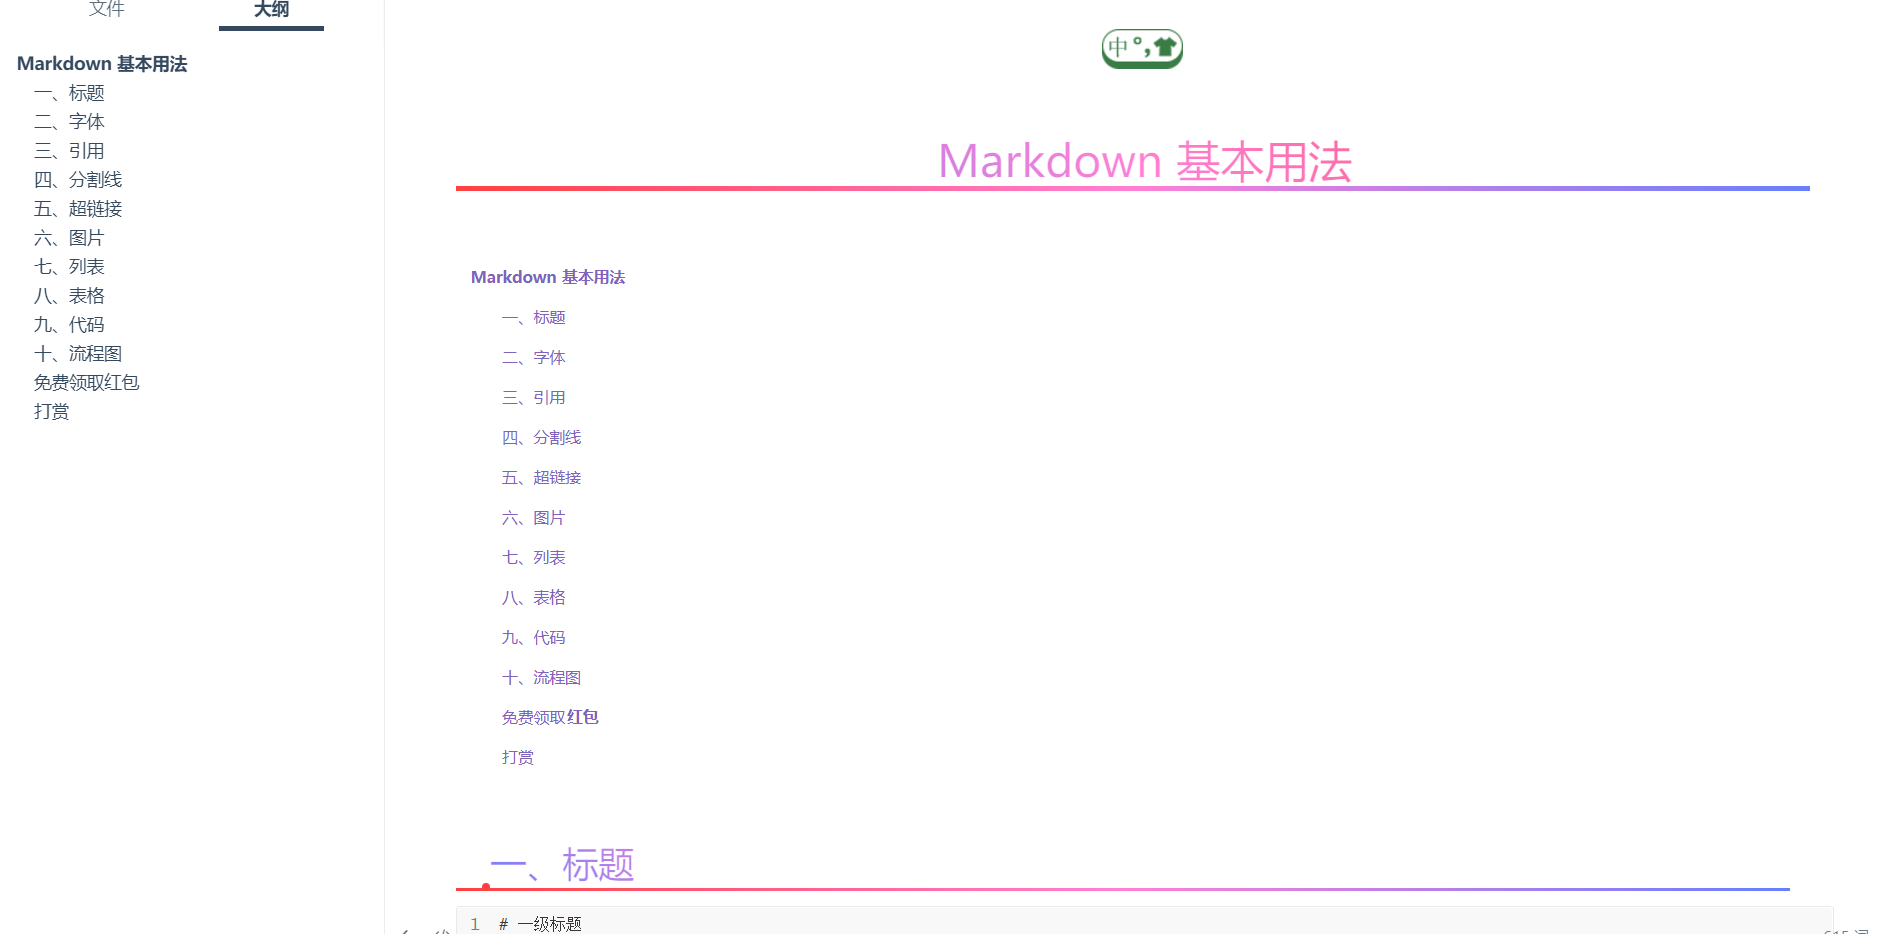 文件 大纲
Markdown 基本用法
一、标题
二、字体
三、引用
四、分割线
五、超链接
六、图片
七、列表
八、表格
九、代码
十、流程图
免费领取红包
打赏
中 °,
Markdown 基本用法
Markdown 基本用法
一、标题
二、字体
三、引用
四、分割线
五、超链接
六、图片
七、列表
八、表格
九、代码
十、流程图
免费领取红包
打赏
一、标题
1 # 一级标题
615 词